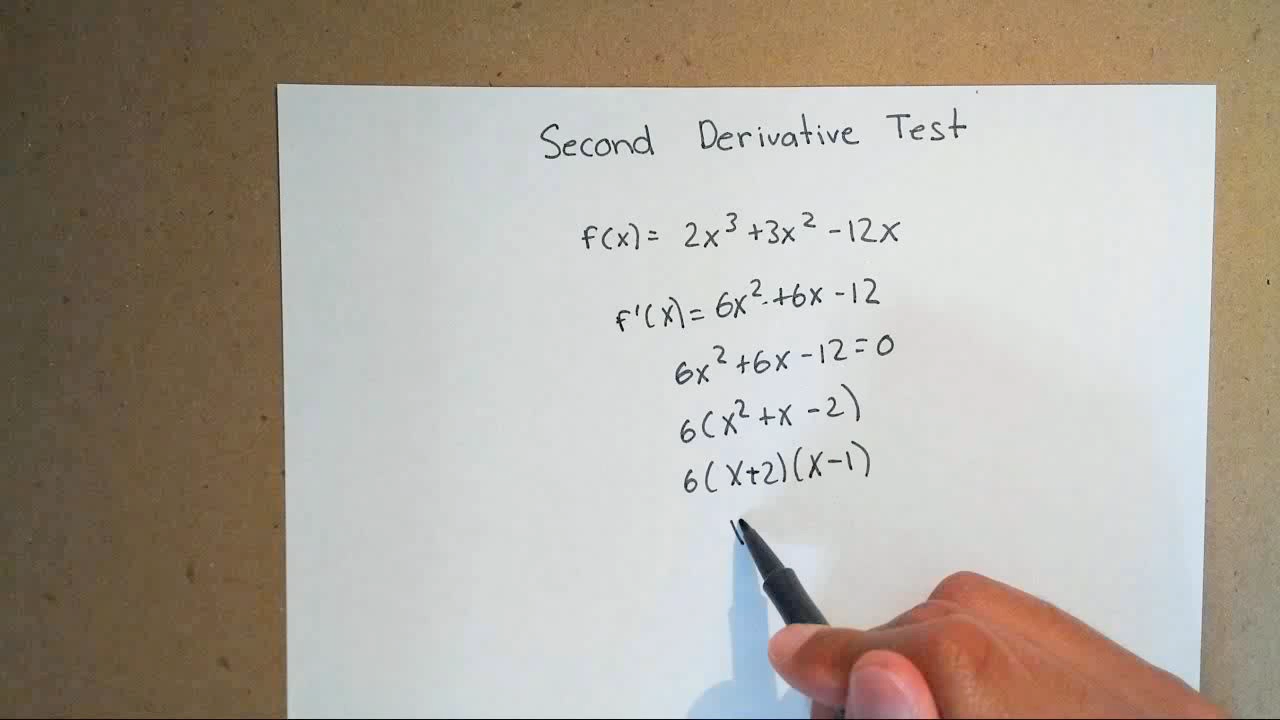 Second Derivative Test
f(x) = 2x³ +3x² -12x
f'(x) = 6x² +6x -12
6x² +6x -12 = 0
6(x² +x -2)
6(x+2)(x-1)